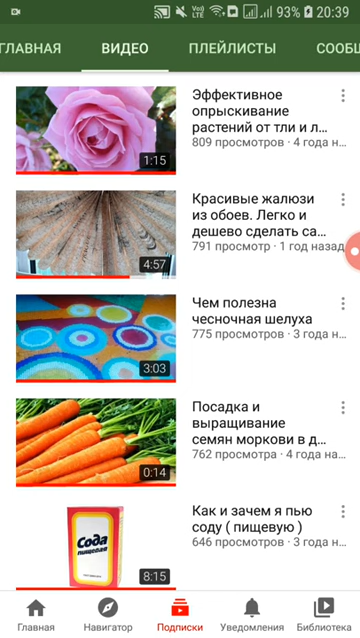 Vo) LTE 93% 20:39
ГЛАВНАЯ ВИДЕО ПЛЕЙЛИСТЫ СООБЩ
Эффективное
опрыскивание
растений от тли и л...
809 просмотров · 4 года н...
1:15
Красивые жалюзи
из обоев. Легко и
дешево сделать са...
791 просмотр · 1 год назад
4:57
Чем полезна
чесночная шелуха
775 просмотров · 3 года н...
3:03
Посадка и
выращивание
семян моркови в д...
762 просмотра · 4 года на...
0:14
Как и зачем я пью
соду ( пищевую )
646 просмотров · 3 года н...
Сода
пищевая
8:15
Главная Навигатор Подписки Уведомления Библиотека